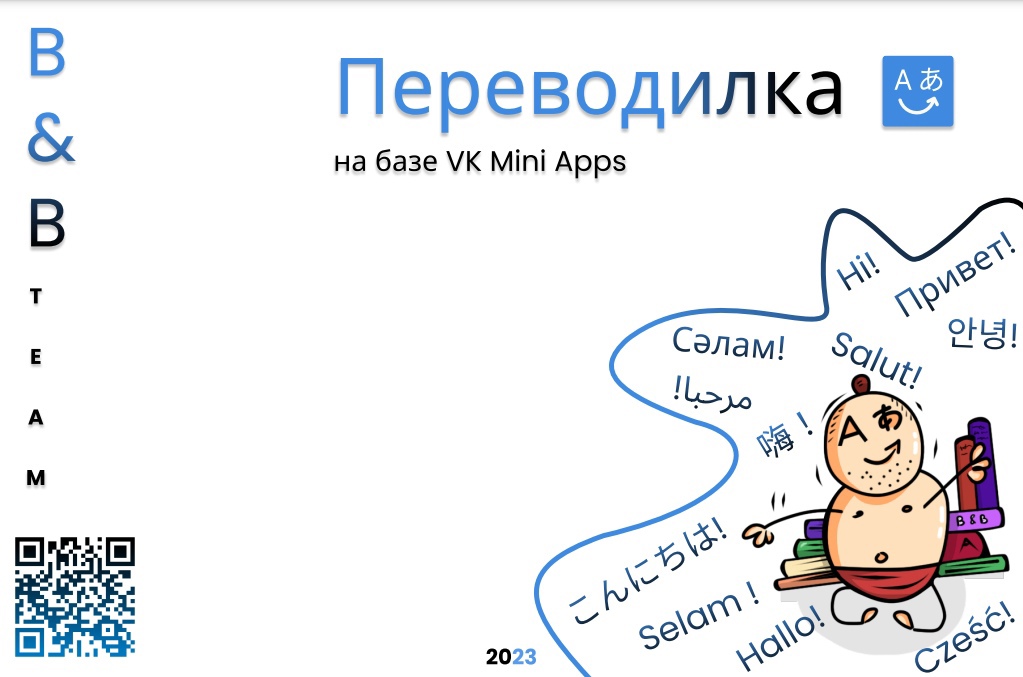 B
&
B
T
E
A
M
Переводилка
A あ
на базе VK Mini Apps
Hi!
Привет!
안녕!
Сәлам!
Salut!
مرحبا!
嗨！
A あ
B & B
A
こんにちは!
Selam !
Hallo!
Cześć!
2023